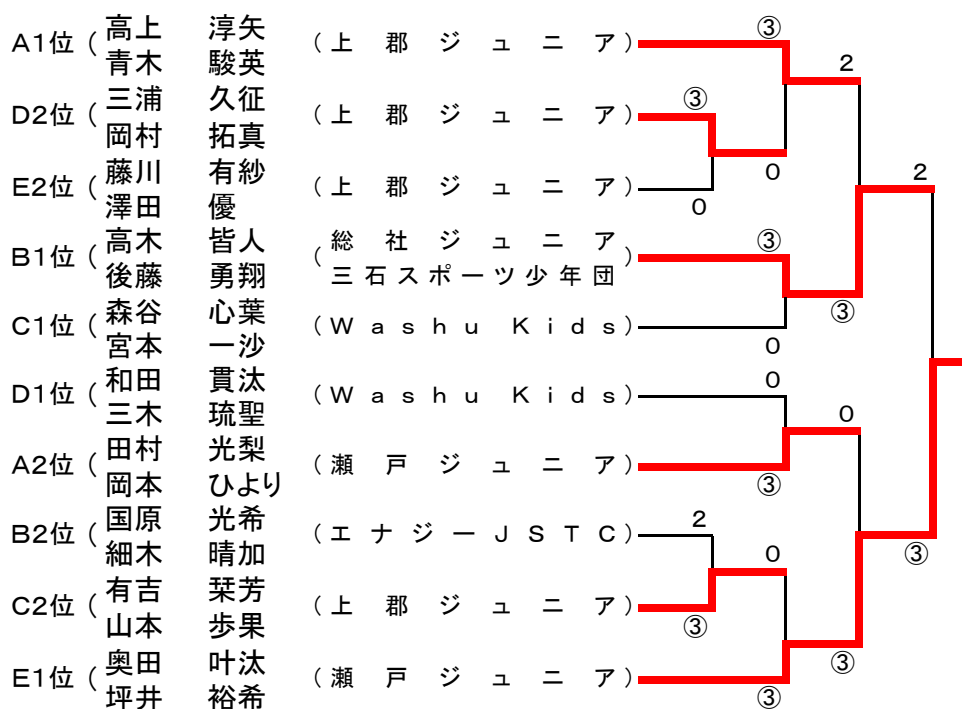 高上 淳矢
A1位 ( (上郡ジュニア) ③
青木 駿英
2
三浦 久征
D2位 ( (上郡ジュニア) ③
岡村 拓真
0
藤川 有紗
E2位 ( (上郡ジュニア) 0
澤田 優
2
高木 皆人 総社ジュニア
B1位 ( ( ③
後藤 勇翔 三石スポーツ少年団
③
森谷 心葉
C1位 ( (Washu Kids)
宮本 一沙
0
和田 貫汰
D1位 ( (Washu Kids) 0
三木 琉聖
0
田村 光梨
A2位 ( (瀬戸ジュニア) ③
岡本 ひより
国原 光希
B2位 ( (エナジーJSTC) 2
細木 晴加
0
③
有吉 栞芳
C2位 ( (上郡ジュニア) ③
山本 歩果
③
奥田 叶汰
E1位 ( (瀬戸ジュニア) ③
坪井 裕希